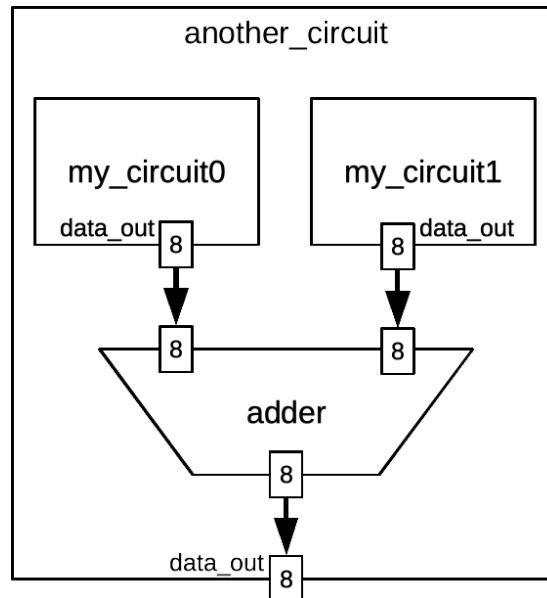 another_circuit
my_circuit0
my_circuit1
data_out 8
8 data_out
8
8
adder
8
data_out
8